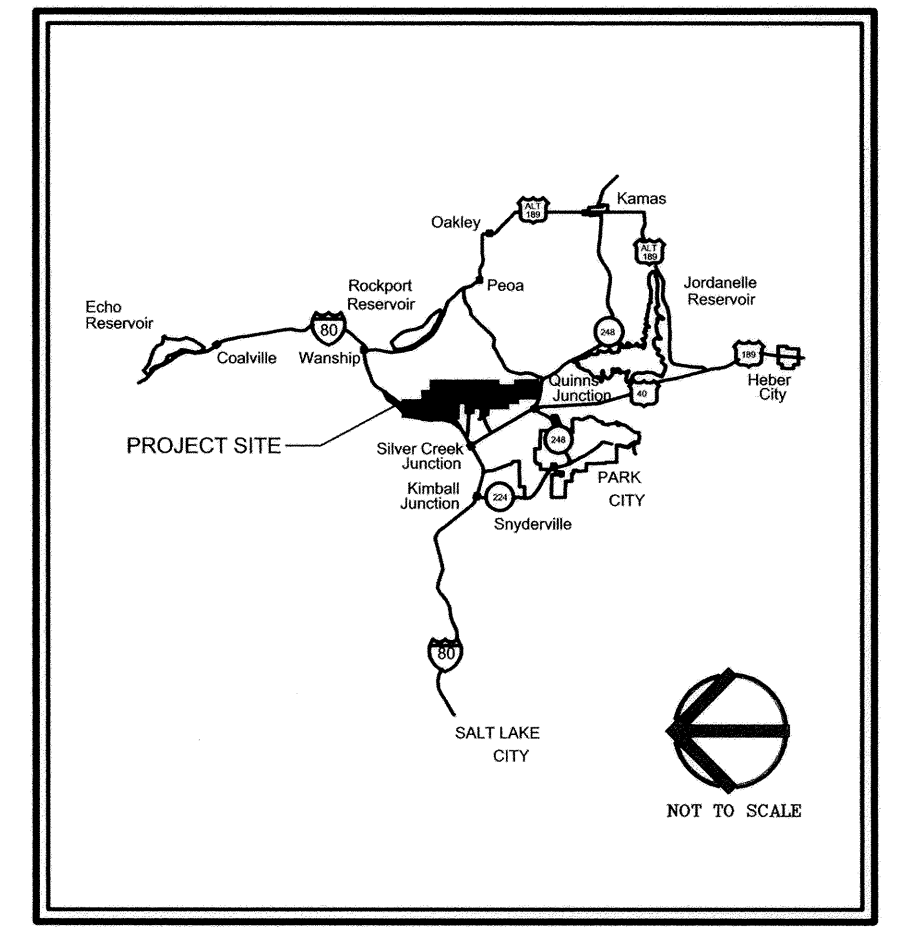 Kamas
ALT
189
Oakley
ALT
189
Jordanelle
Reservoir
Rockport
Reservoir
Peoa
Echo
Reservoir
80
248
Coalville
Wanship
189
Heber
City
Quinns
Junction
40
PROJECT SITE
Silver Creek
Junction
248
PARK
CITY
Kimball
Junction
224
Snyderville
80
SALT LAKE
CITY
NOT TO SCALE